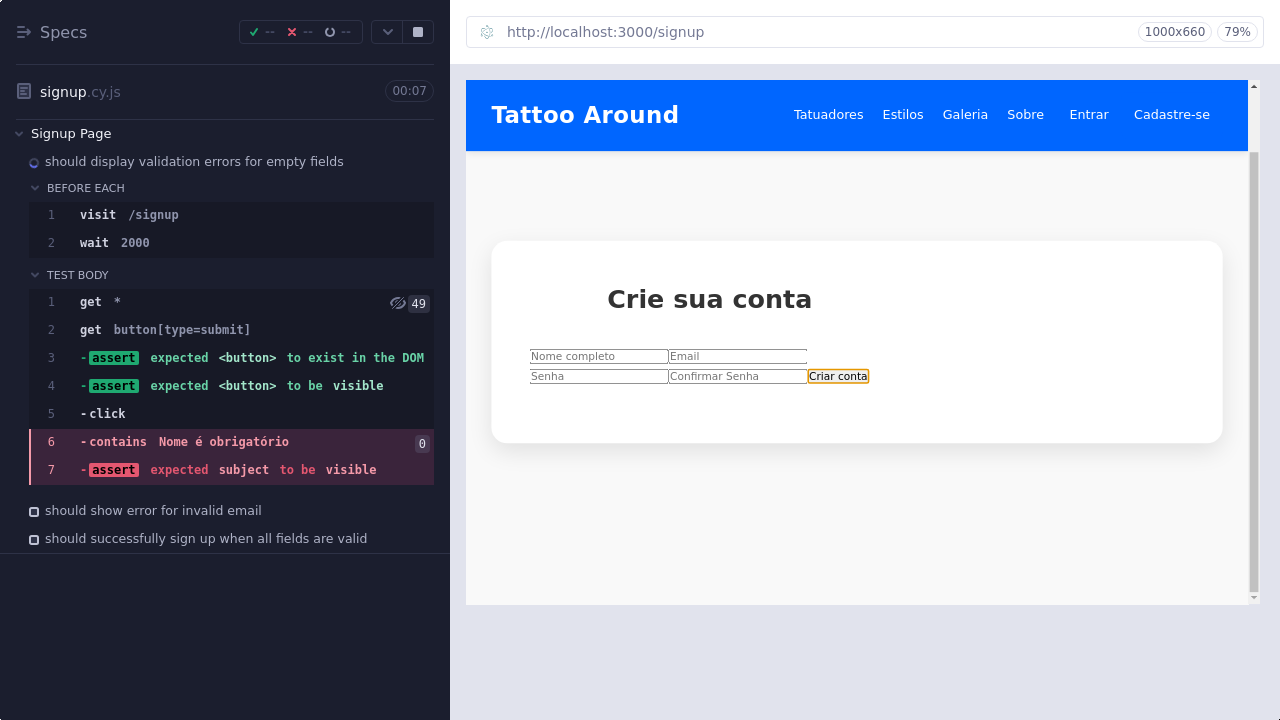 Specs
-- -- --
signup.cy.js 00:07
Signup Page
should display validation errors for empty fields
BEFORE EACH
1 visit /signup
2 wait 2000
TEST BODY
1 get * 49
2 get button[type=submit]
3 -assert expected <button> to exist in the DOM
4 -assert expected <button> to be visible
5 -click
6 -contains Nome é obrigatório 0
7 -assert expected subject to be visible
should show error for invalid email
should successfully sign up when all fields are valid
http://localhost:3000/signup 1000x660 79%
Tattoo Around Tatuadores Estilos Galeria Sobre Entrar Cadastre-se
Crie sua conta
Nome completo Email
Senha Confirmar Senha Criar conta